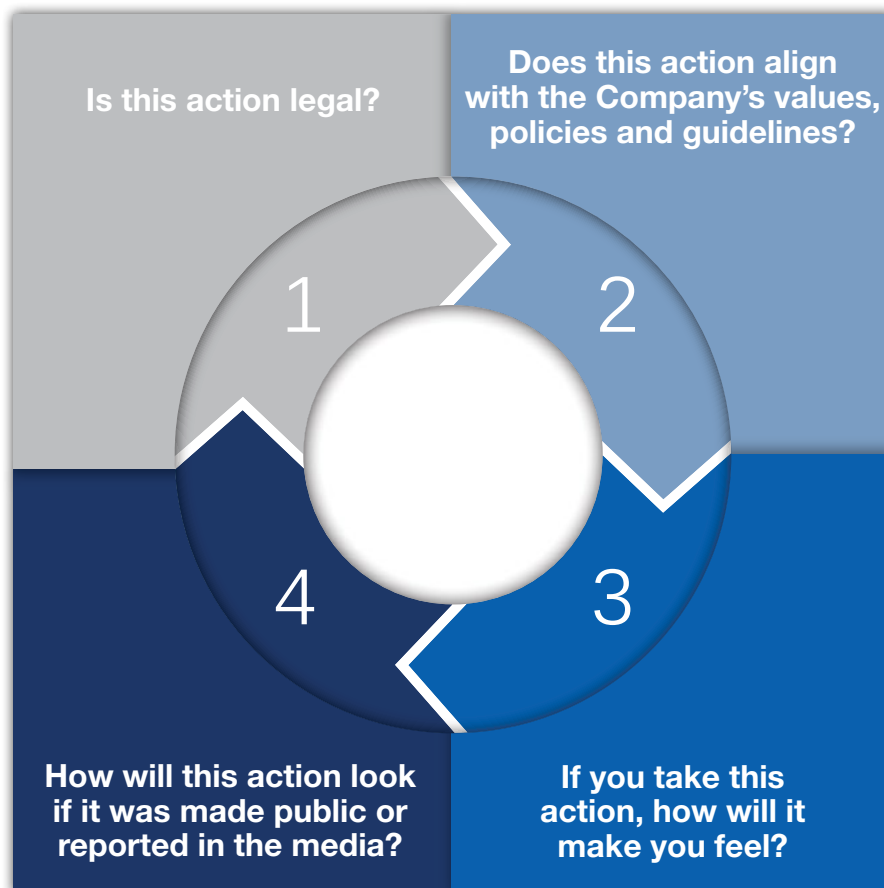 Is this action legal?
Does this action align
with the Company's values,
policies and guidelines?
1
2
4
3
How will this action look
if it was made public or
reported in the media?
If you take this
action, how will it
make you feel?